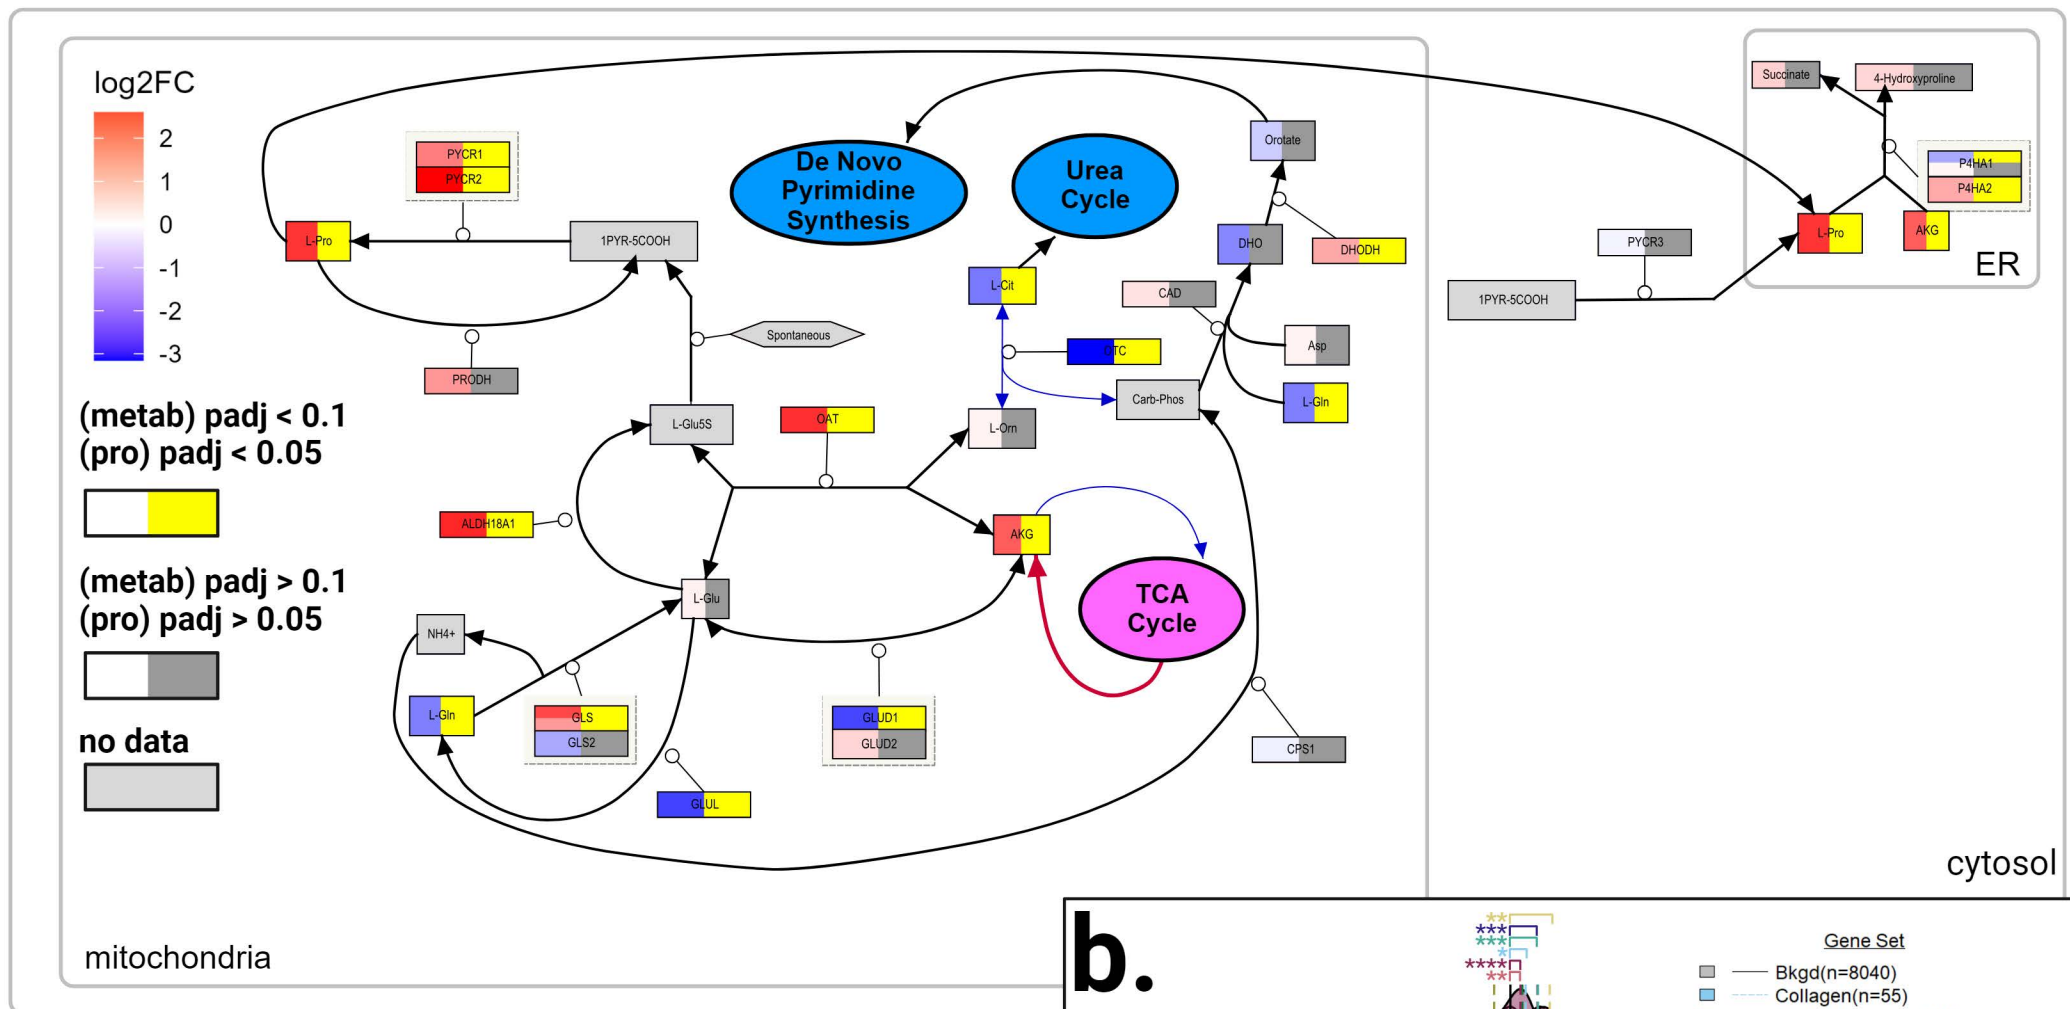 log2FC
2
1
0
-1
-2
-3
(metab) padj < 0.1
(pro) padj < 0.05
(metab) padj > 0.1
(pro) padj > 0.05
no data
mitochondria
PYCR1
PYCR2
L-Pro
1PYR-5COOH
PRODH
Spontaneous
L-Glu5S
OAT
ALDH18A1
L-Glu
NH4+
L-Gln
GLS
GLS2
GLUL
GLUD1
GLUD2
De Novo
Pyrimidine
Synthesis
Urea
Cycle
L-Cit
OTC
L-Orn
AKG
TCA
Cycle
Orotate
DHO
DHODH
CAD
Asp
Carb-Phos
L-Gln
CPS1
Succinate
4-Hydroxyproline
P4HA1
P4HA2
L-Pro
AKG
ER
PYCR3
1PYR-5COOH
cytosol
b.
**
***
***
*
****
**
Gene Set
Bkgd(n=8040)
Collagen(n=55)